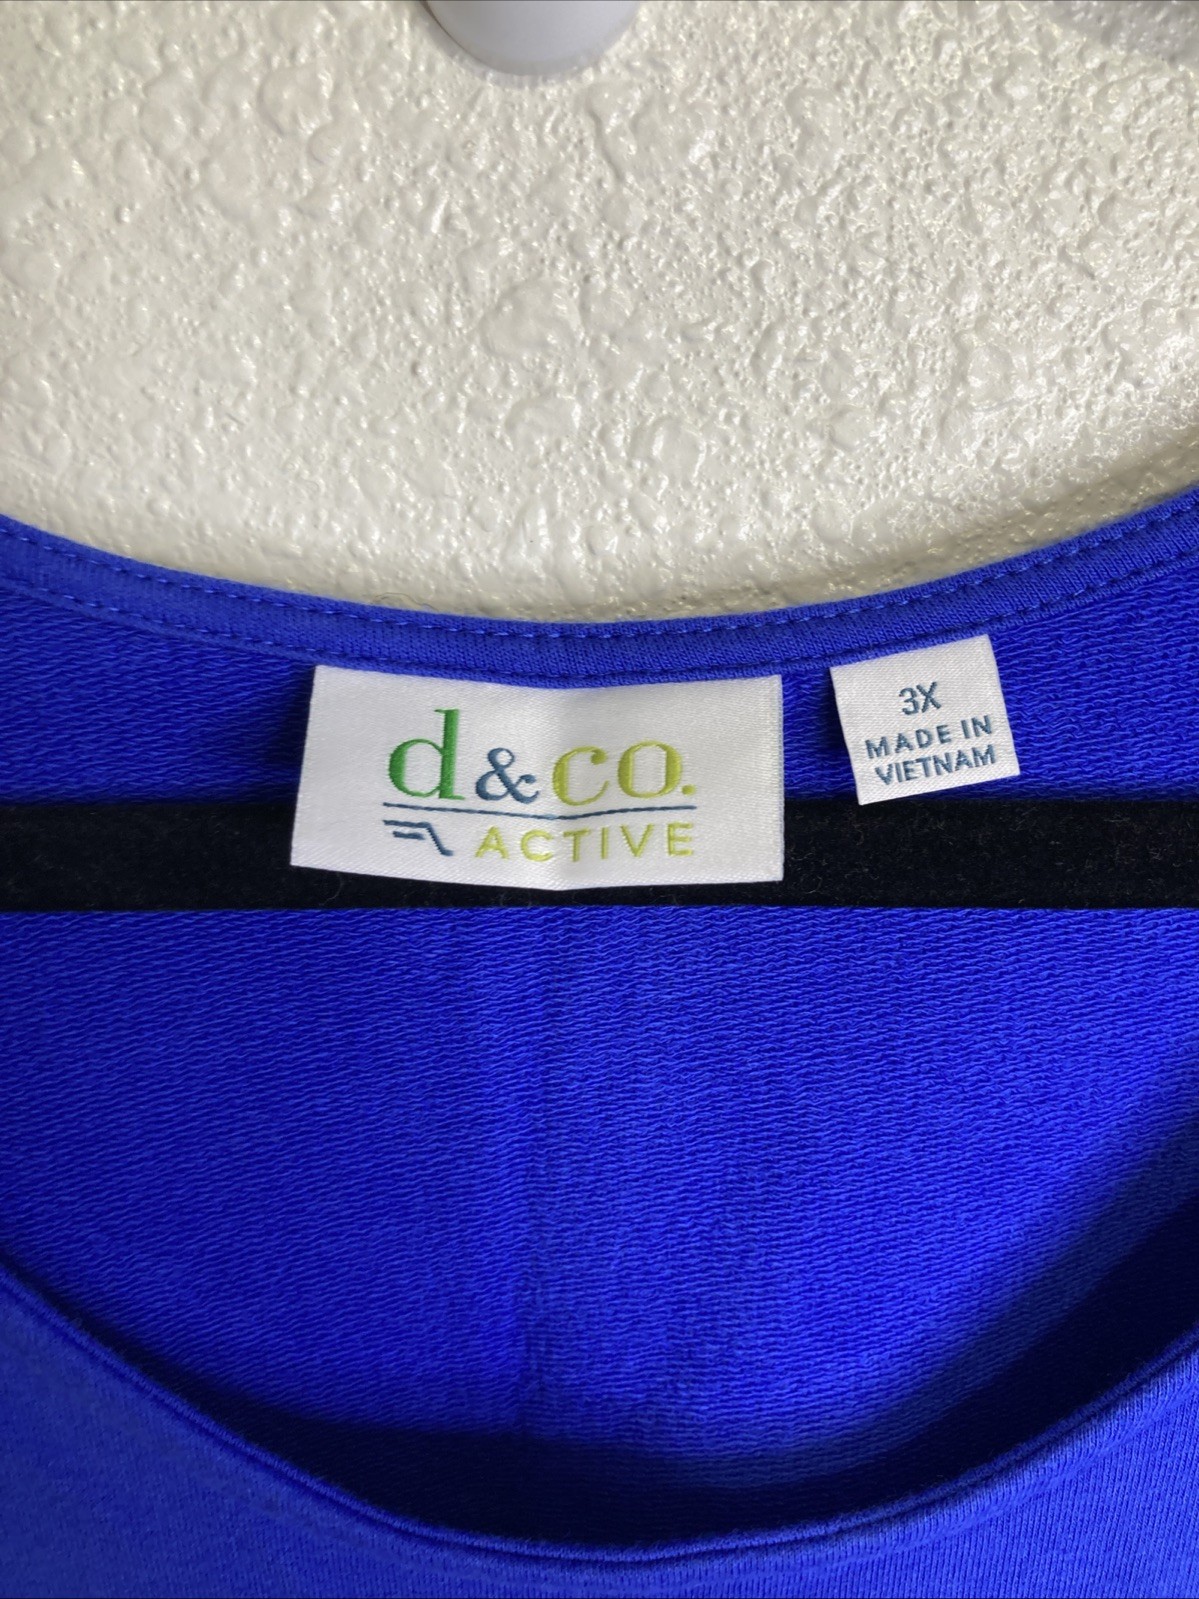 d&co.
ACTIVE
3X
MADE IN
VIETNAM